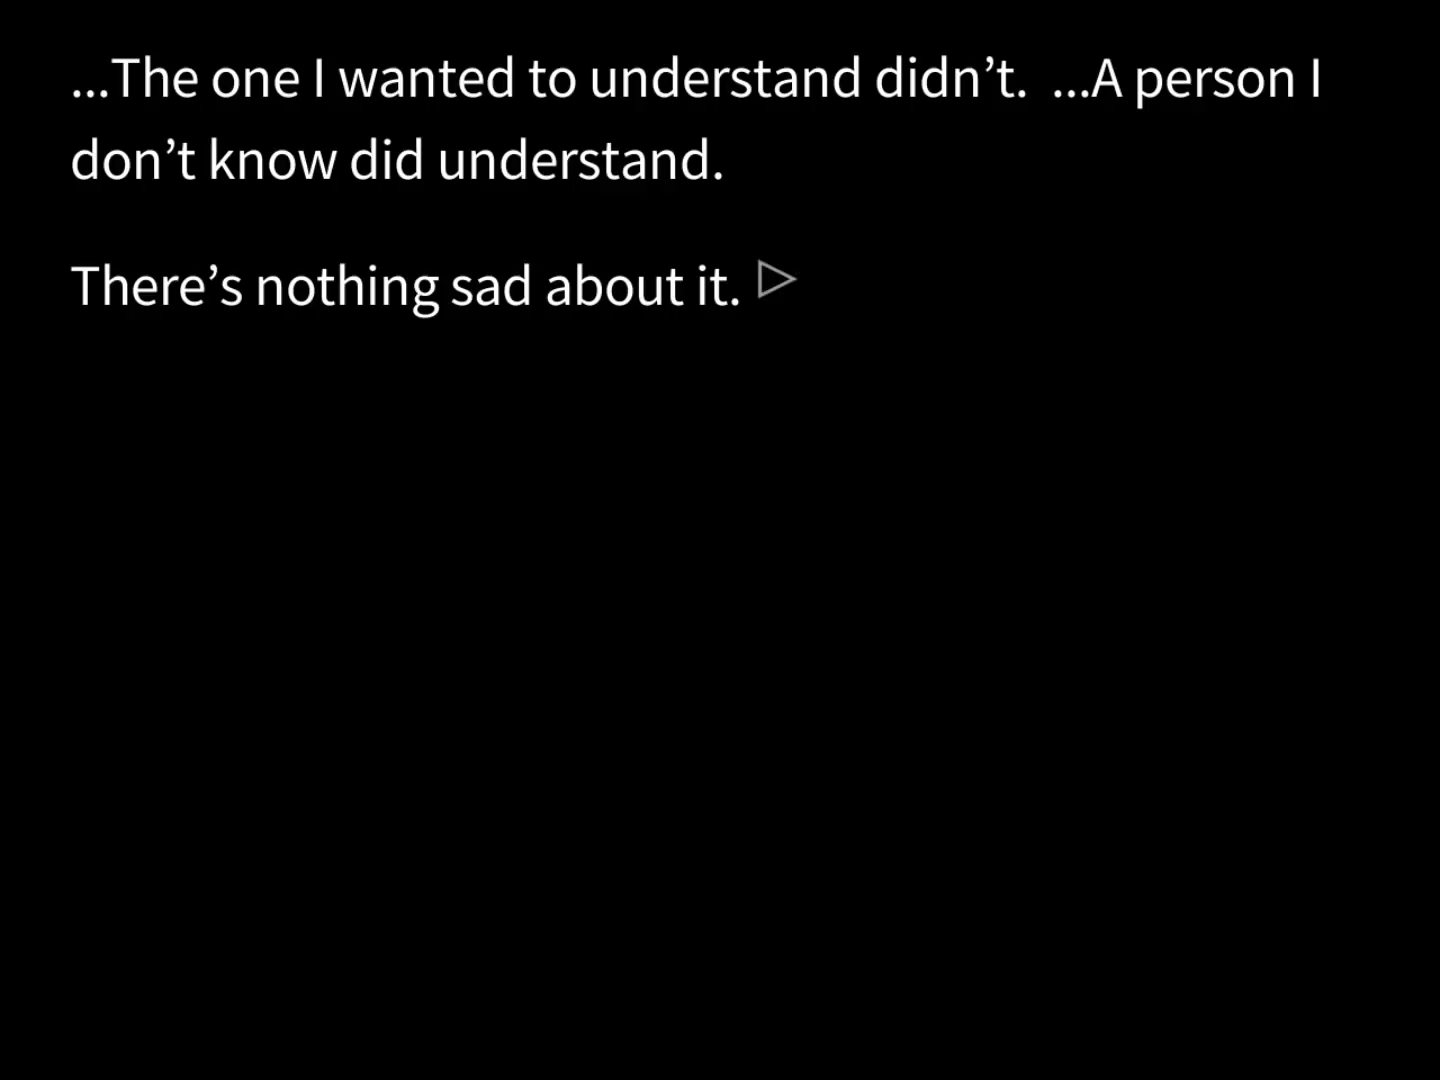 ...The one I wanted to understand didn’t.  ...A person I
don’t know did understand.
There’s nothing sad about it.